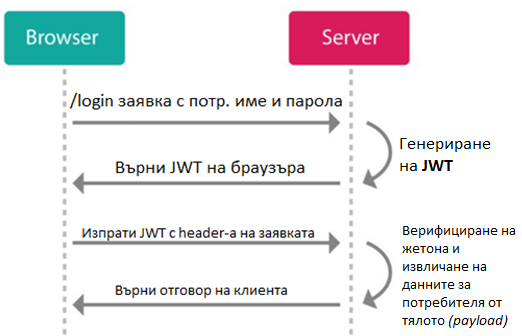 Browser
Server
/login заявка с потр. име и парола
Генериране
на JWT
Върни JWT на браузъра
Изпрати JWT с header-а на заявката
Верифициране на
жетона и
извличане на
данните за
потребителя от
тялото (payload)
Върни отговор на клиента